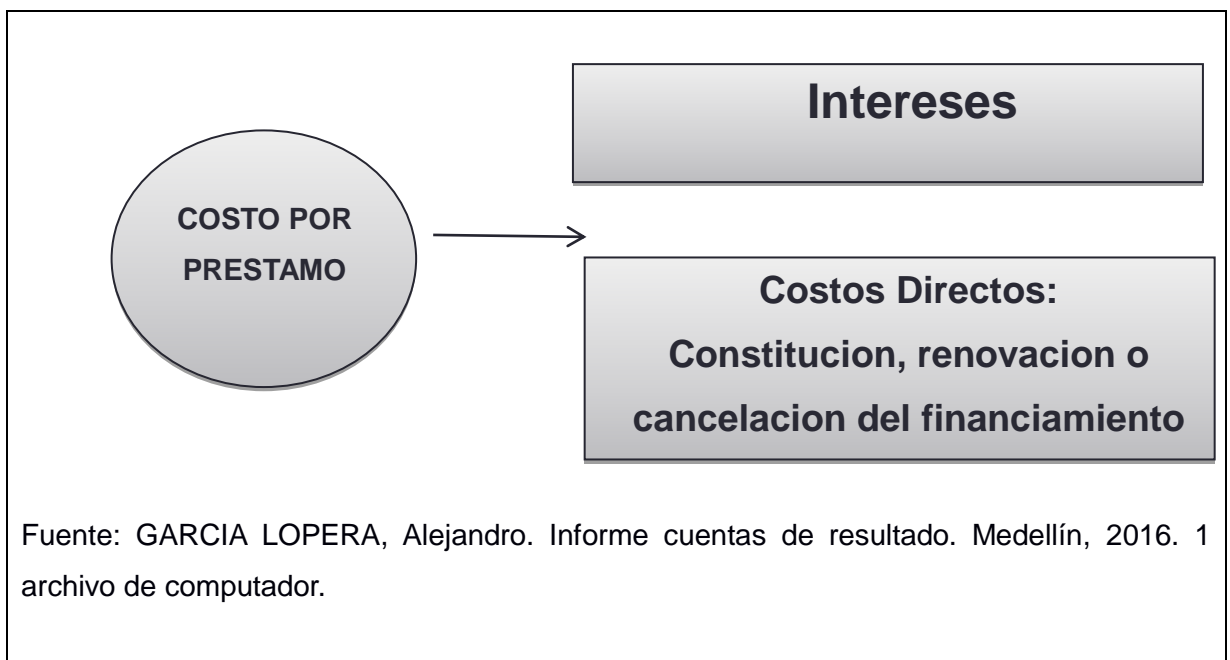 Intereses
COSTO POR
PRESTAMO
Costos Directos:
Constitucion, renovacion o
cancelacion del financiamiento
Fuente: GARCIA LOPERA, Alejandro. Informe cuentas de resultado. Medellín, 2016. 1
archivo de computador.